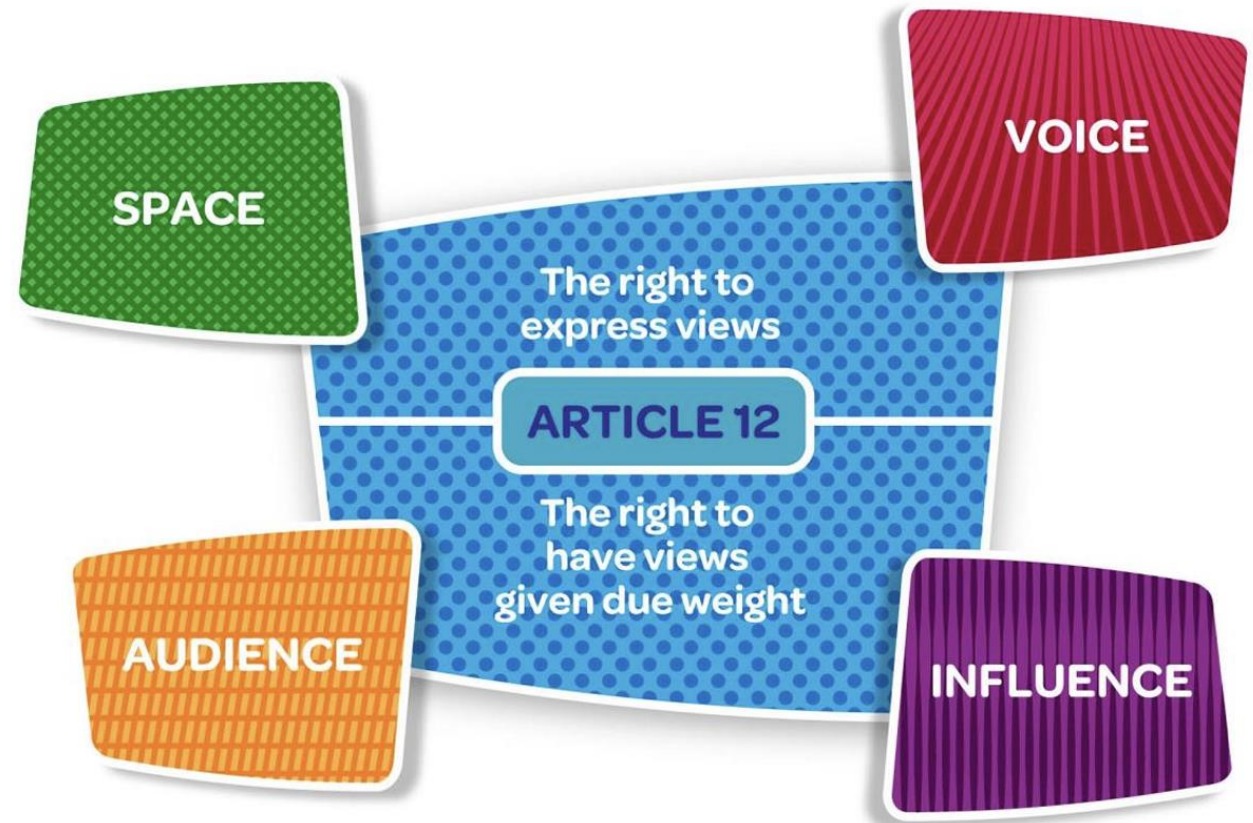 SPACE
VOICE
The right to
express views
ARTICLE 12
The right to
have views
given due weight
AUDIENCE
INFLUENCE